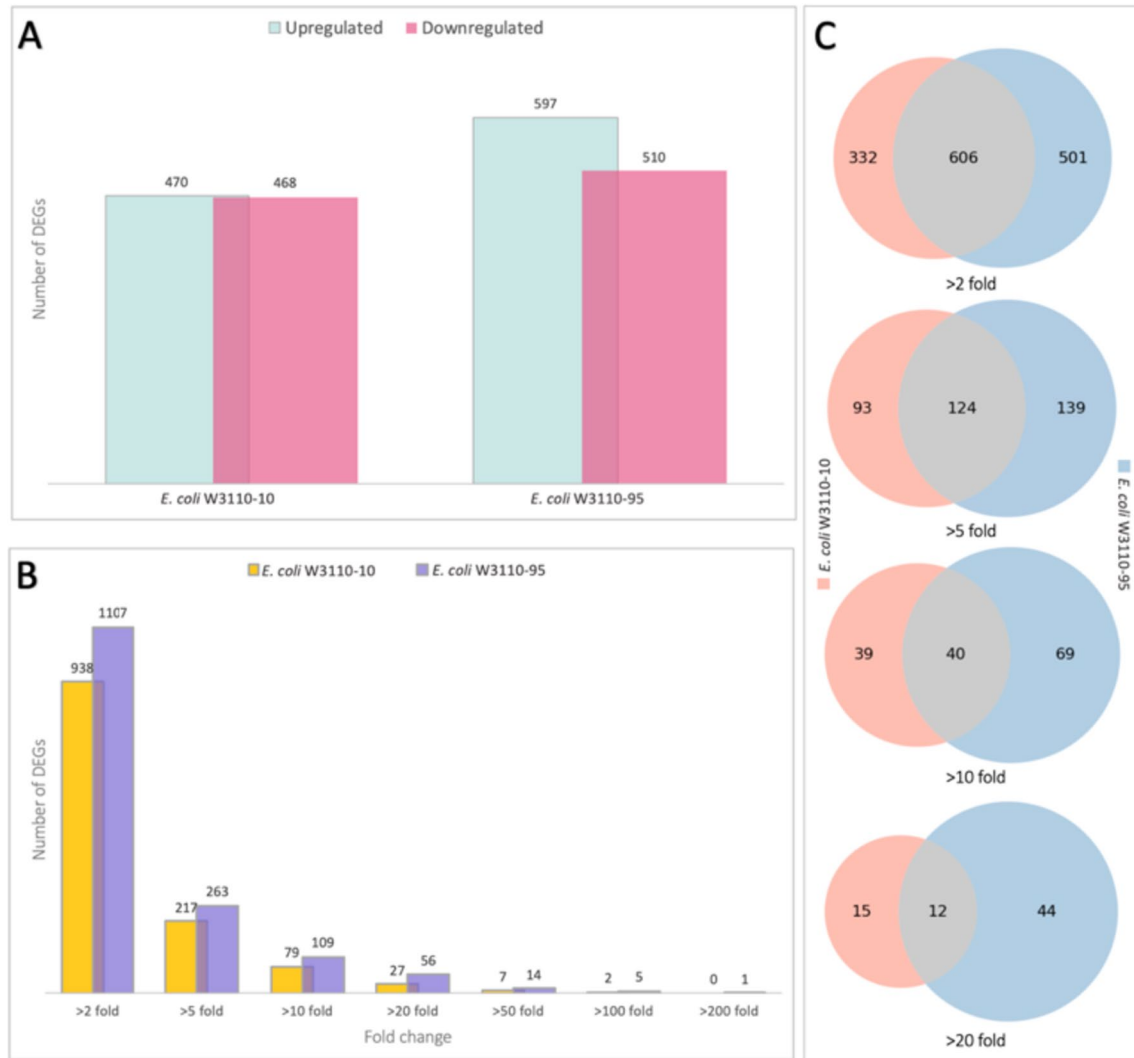 A
Upregulated Downregulated
Number of DEGs
470
468
597
510
E. coli W3110-10
E. coli W3110-95
B
E. coli W3110-10 E. coli W3110-95
Number of DEGs
938
1107
217
263
79
109
27
56
7
14
2
5
0
1
>2 fold >5 fold >10 fold >20 fold >50 fold >100 fold >200 fold
Fold change
C
332 606 501
>2 fold
93 124 139
>5 fold
E. coli W3110-10
E. coli W3110-95
39 40 69
>10 fold
15 12 44
>20 fold